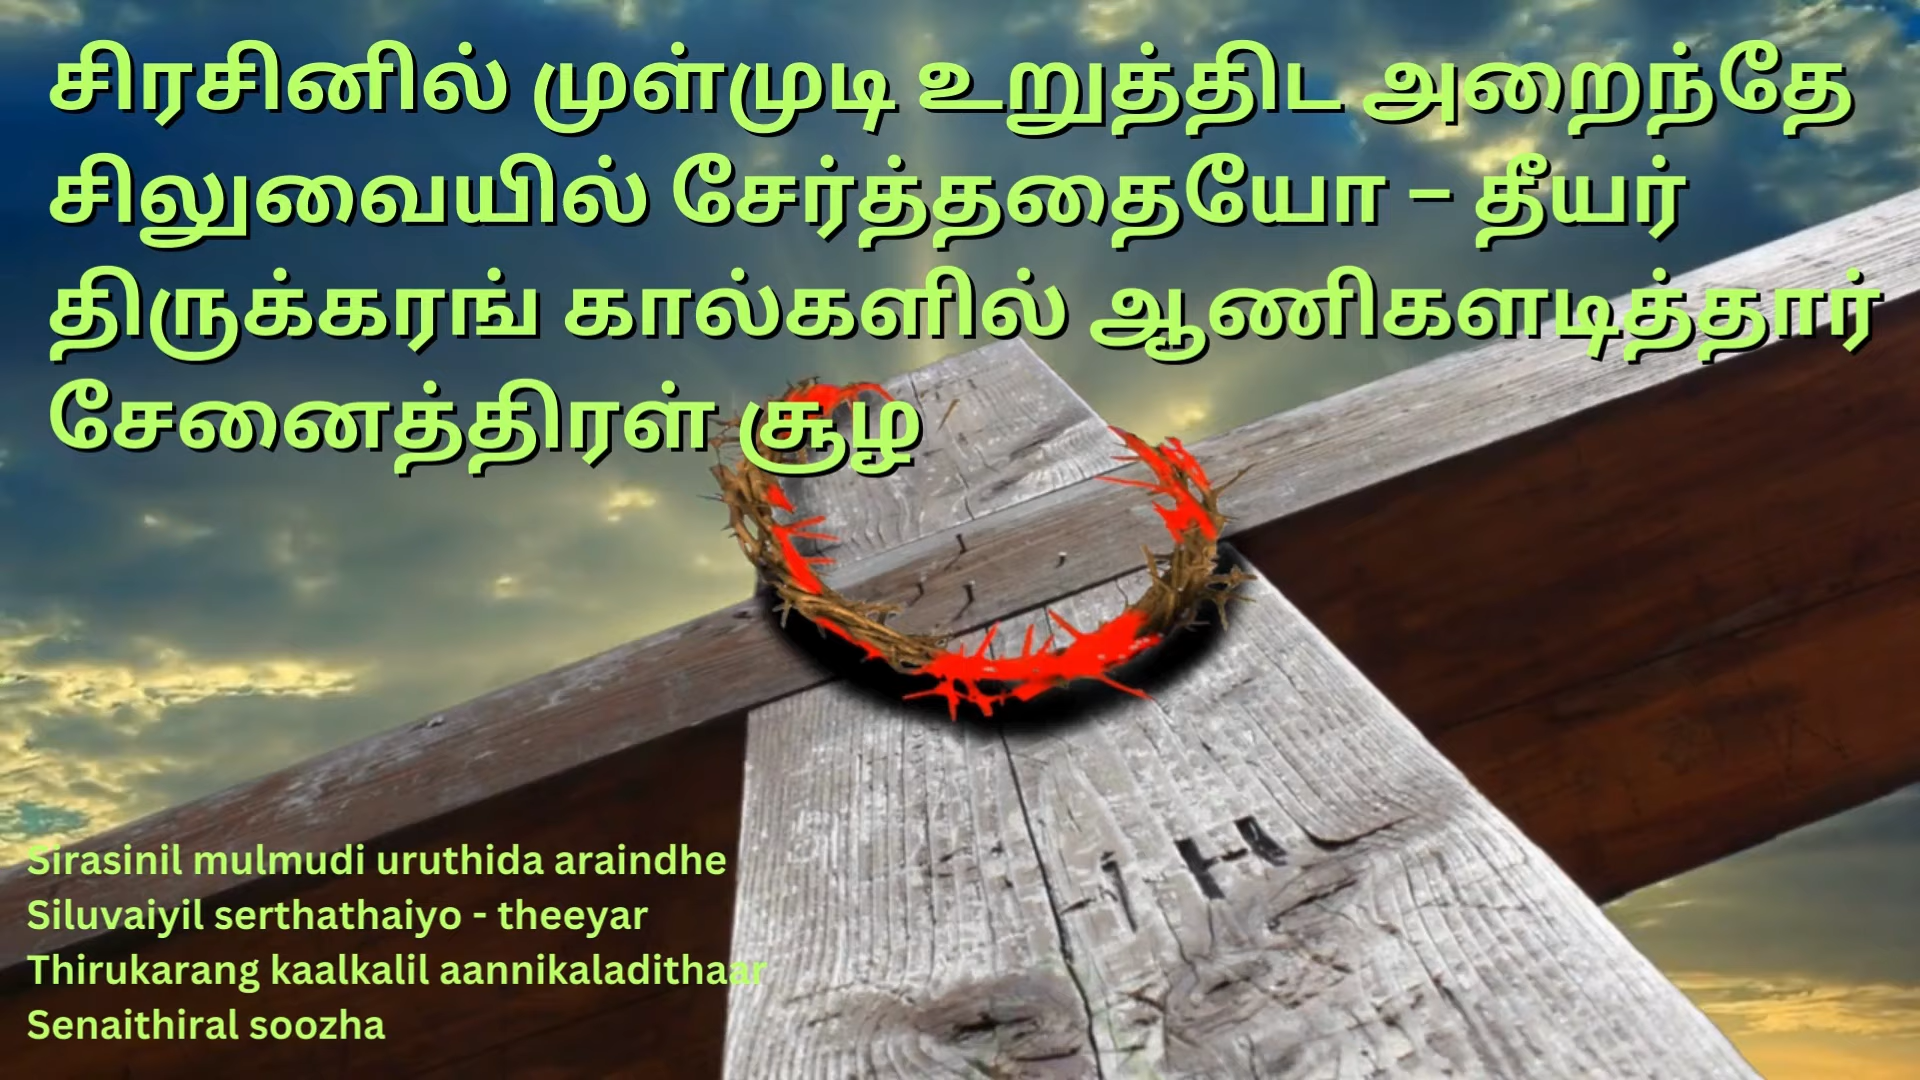 சிரசினில் முள்முடி உறுத்திட அறைந்தே
சிலுவையில் சேர்த்ததையோ – தீயர்
திருக்கரங் கால்களில் ஆணிகளடித்தார்
சேனைத்திரள் சூழ
Sirasinil mulmudi uruthida araindhe
Siluvaiyil serthathaiyo - theeyar
Thirukarang kaalkalil aannikaladithaar
Senaithiral soozha